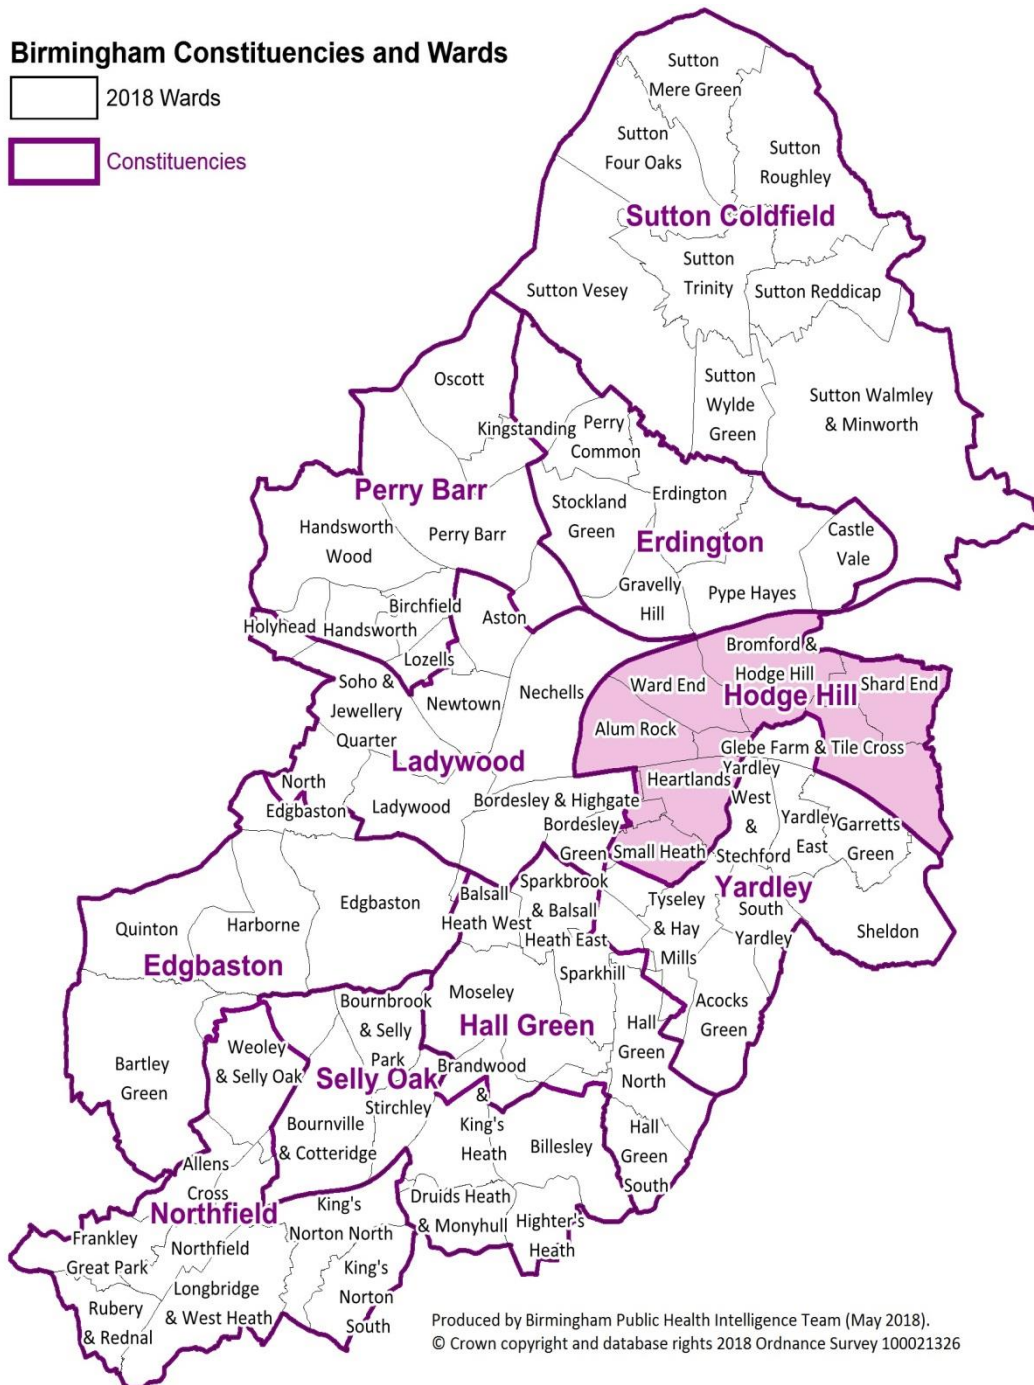 Birmingham Constituencies and Wards
2018 Wards
Constituencies
Sutton
Mere Green
Sutton
Four Oaks
Sutton
Roughley
Sutton Coldfield
Sutton
Trinity
Sutton Vesey
Sutton Reddicap
Sutton
Wylde
Green
Sutton Walmley
& Minworth
Oscott
Kingstanding
Perry
Common
Perry Barr
Stockland
Green
Erdington
Handsworth
Wood
Perry Barr
Erdington
Castle
Vale
Gravelly
Hill
Pype Hayes
Birchfield
Aston
Holyhead
Handsworth
Lozells
Bromford &
Hodge Hill
Ward End
Hodge Hill
Shard End
Soho &
Jewellery
Quarter
Newtown
Nechells
Alum Rock
Glebe Farm & Tile Cross
Ladywood
Heartlands
North
Edgbaston
Ladywood
Bordesley & Highgate
Yardley
West
&
Stechford
Bordesley
Green
Yardley
East
Garretts
Green
Small Heath
Yardley
Balsall
Heath West
Sparkbrook
& Balsall
Heath East
Tyseley
& Hay
Mills
South
Yardley
Sheldon
Quinton
Harborne
Edgbaston
Edgbaston
Sparkhill
Bournbrook
& Selly
Park
Moseley
Hall Green
Acocks
Green
Hall
Green
North
Bartley
Green
Weoley
& Selly Oak
Selly Oak
Brandwood
&
King's
Heath
Stirchley
Bournville
& Cotteridge
Billesley
Hall
Green
South
Allens
Cross
Northfield
King's
Norton North
Druids Heath
& Monyhull
Highter's
Heath
Frankley
Great Park
Northfield
King's
Norton
South
Longbridge
& West Heath
Rubery
& Rednal
Produced by Birmingham Public Health Intelligence Team (May 2018).
© Crown copyright and database rights 2018 Ordnance Survey 100021326